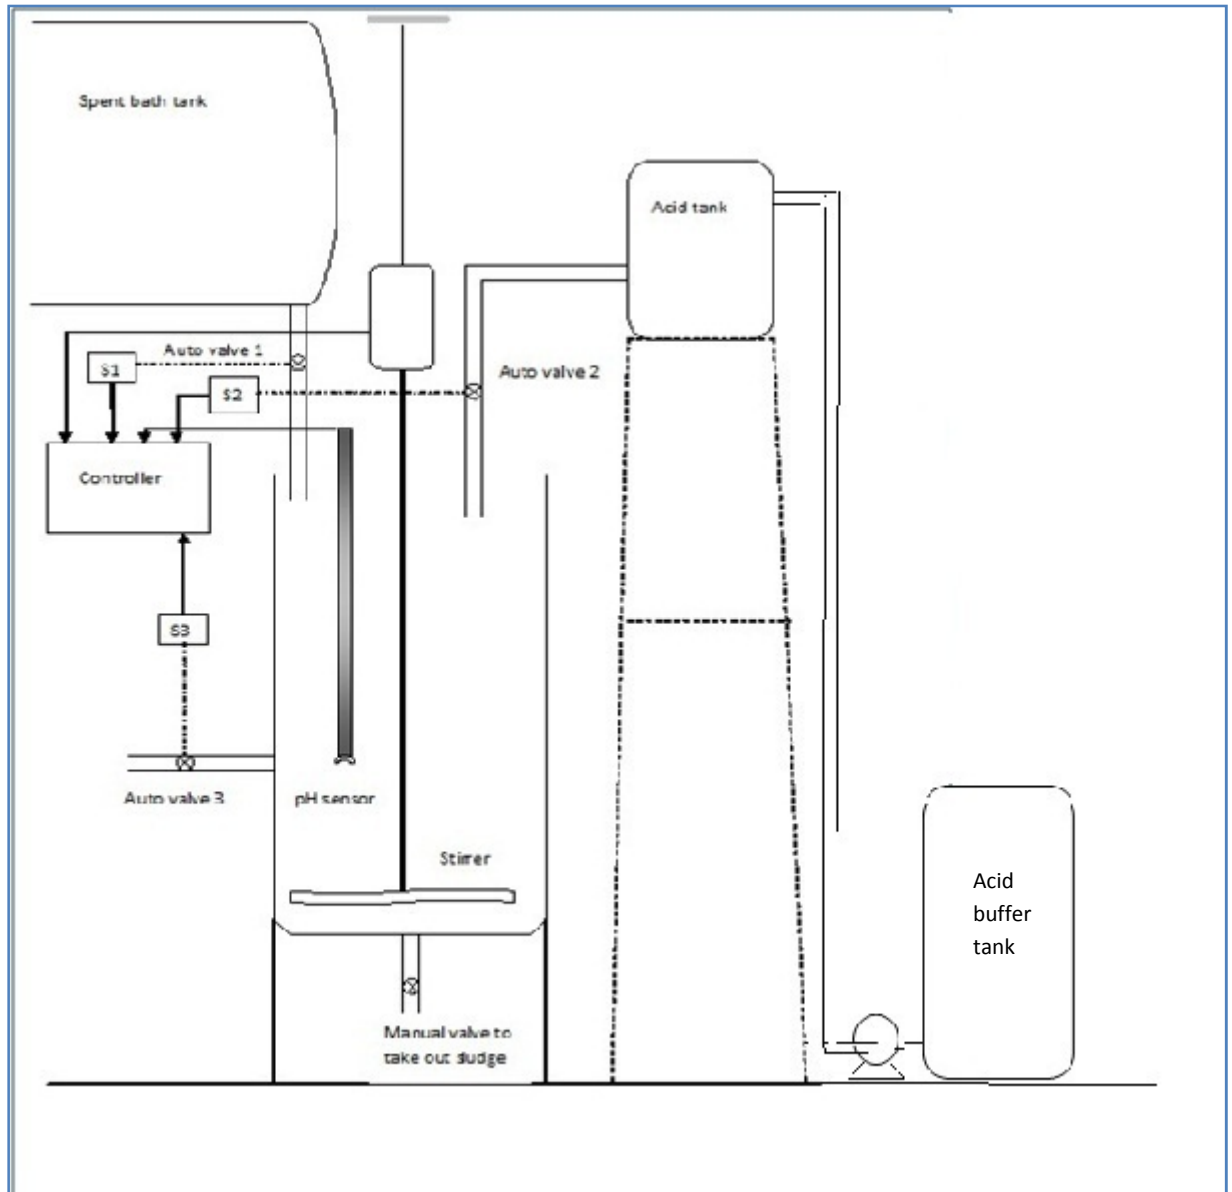 Spent bath tank
Acid tank
Auto valve 1
S1
Auto valve 2
S2
Controller
S3
Auto valve 3
pH sensor
Stirrer
Acid
buffer
tank
Manual valve to
take out sludge